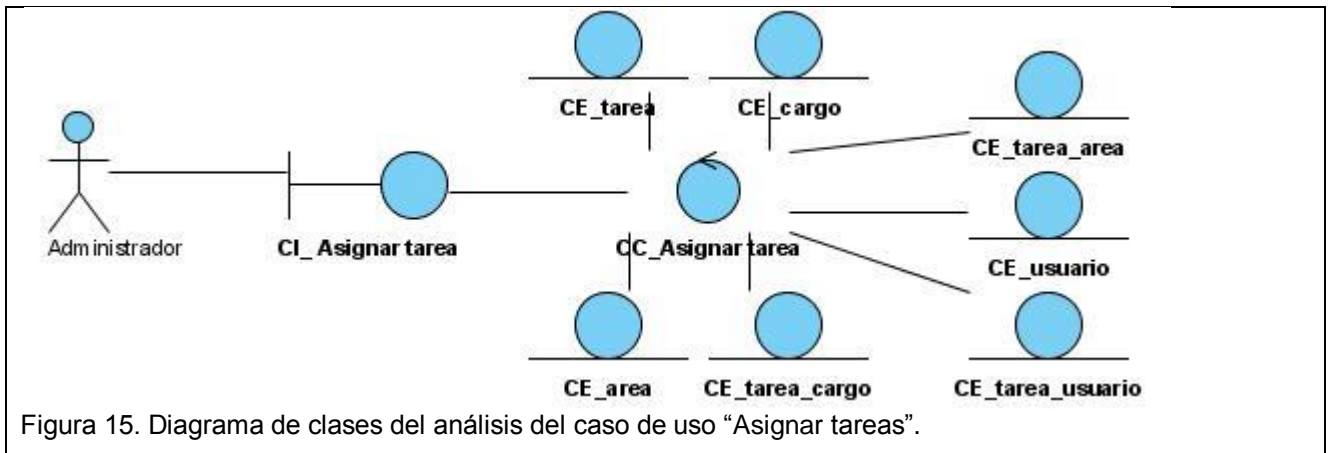 CE_tarea
CE_cargo
CE_tarea_area
Administrador
CI_ Asignar tarea
CC_Asignar tarea
CE_usuario
CE_area
CE_tarea_cargo
CE_tarea_usuario
Figura 15. Diagrama de clases del análisis del caso de uso “Asignar tareas”.